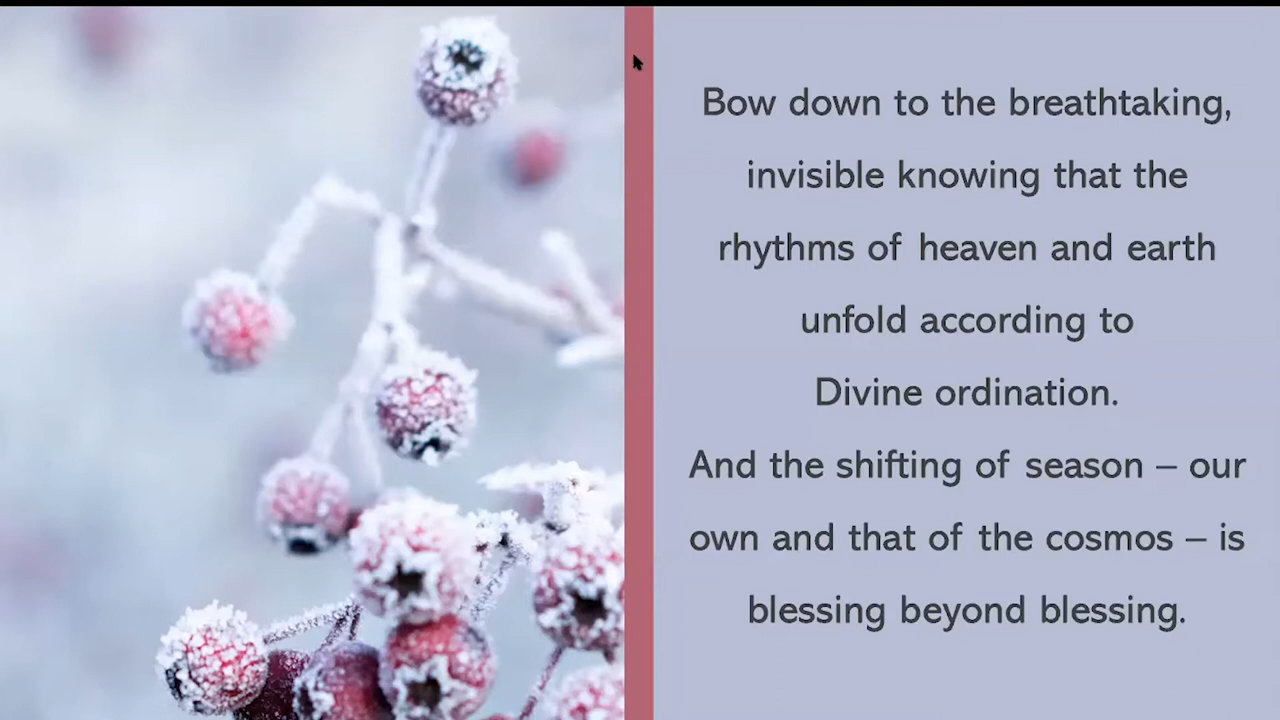 Bow down to the breathtaking,
invisible knowing that the
rhythms of heaven and earth
unfold according to
Divine ordination.
And the shifting of season – our
own and that of the cosmos – is
blessing beyond blessing.